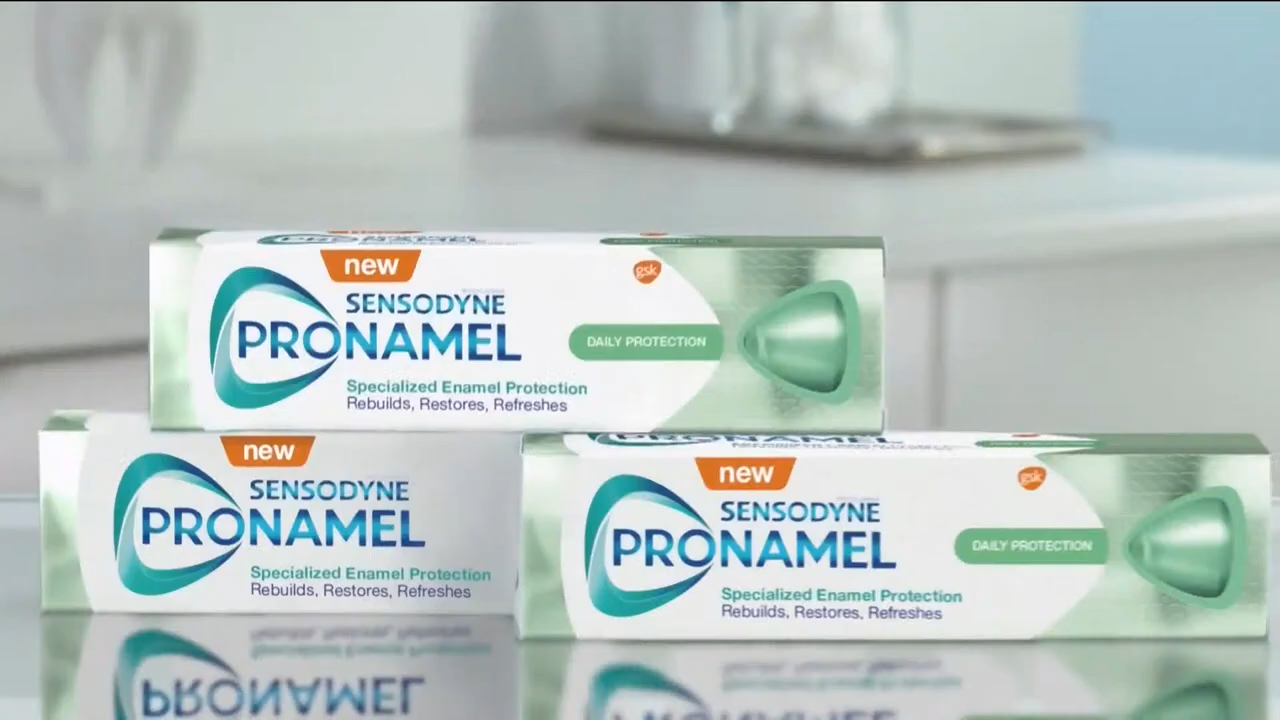 new
gsk
SENSODYNE
PRONAMEL
DAILY PROTECTION
Specialized Enamel Protection
Rebuilds, Restores, Refreshes
new
SENSODYNE
PRONAMEL
Specialized Enamel Protection
Rebuilds, Restores, Refreshes
PRONAMEL
new
gsk
SENSODYNE
PRONAMEL
DAILY PROTECTION
Specialized Enamel Protection
Rebuilds, Restores, Refreshes